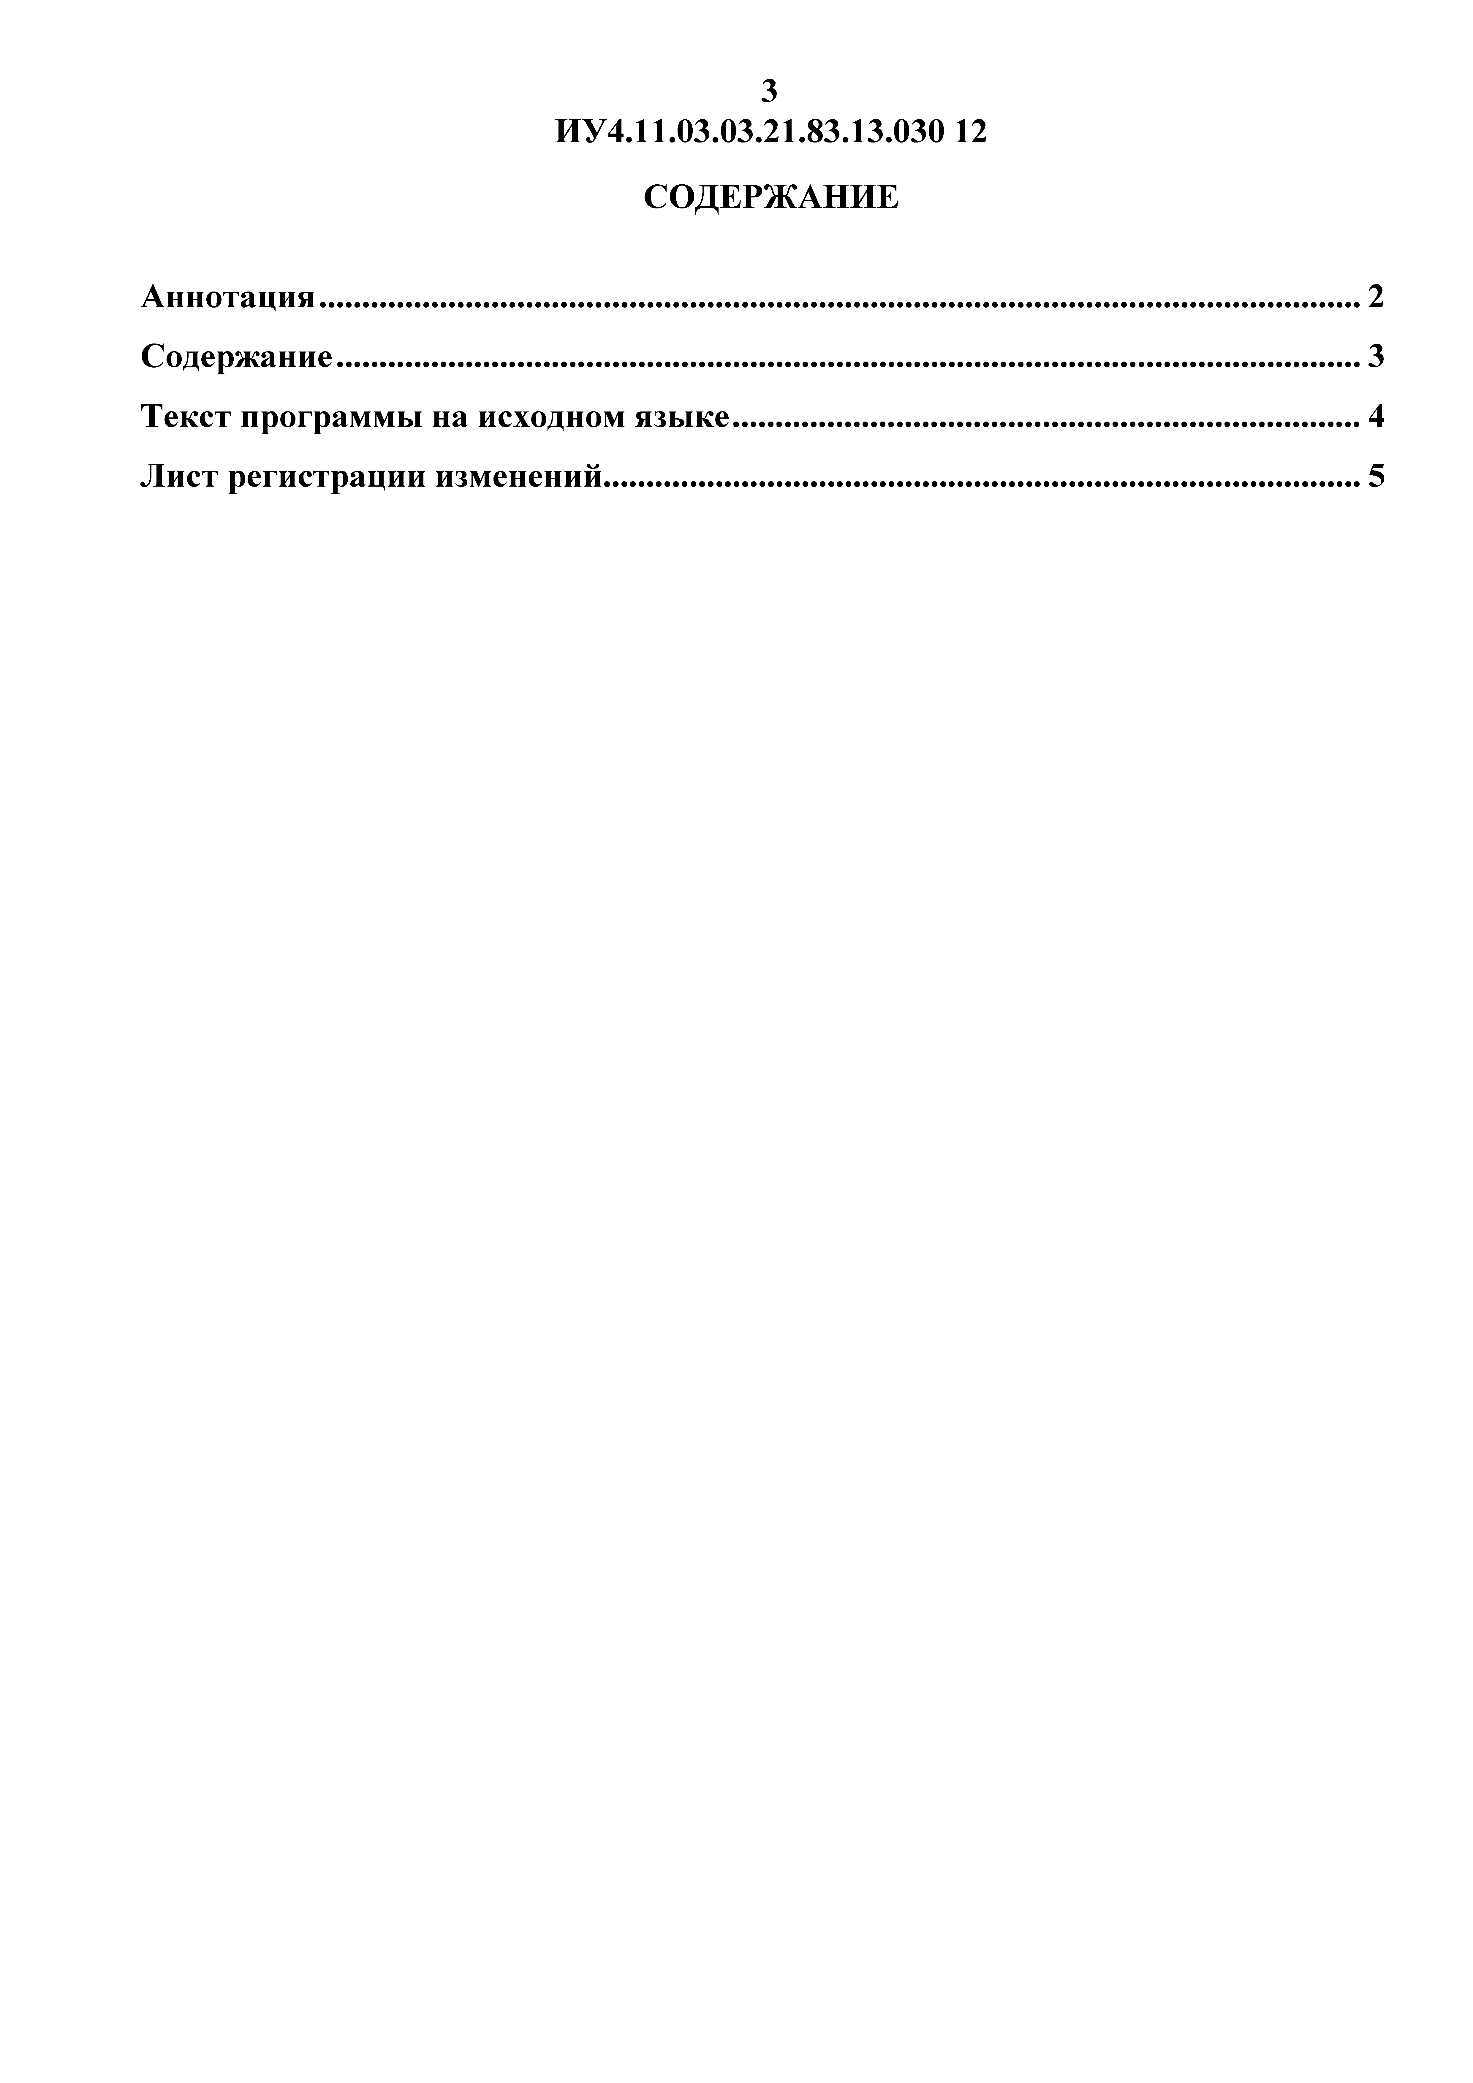 3
ИУ4.11.03.03.21.83.13.030 12
СОДЕРЖАНИЕ
Аннотация........................................................................................................................ 2
Содержание...................................................................................................................... 3
Текст программы на исходном языке......................................................................... 4
Лист регистрации изменений........................................................................................ 5